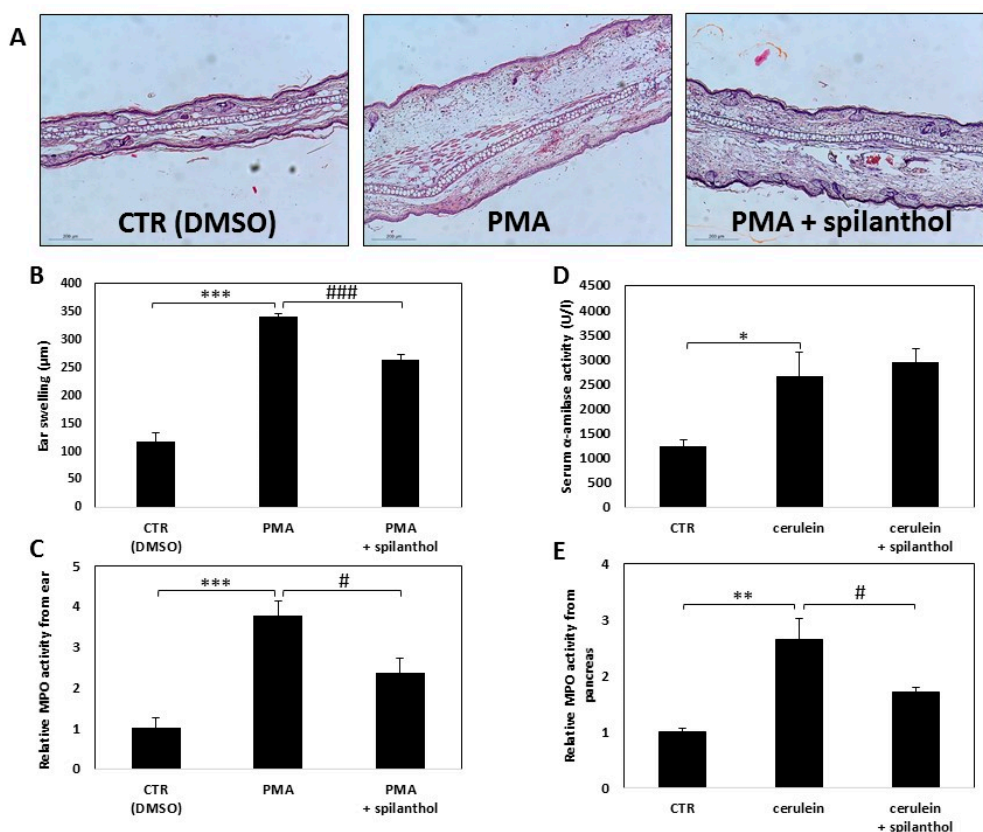 A
CTR (DMSO)
PMA
PMA + spilanthol
200 µm
B
Ear swelling (µm)
400
350
300
250
200
150
100
50
0
***
###
CTR
(DMSO)
PMA
PMA
+ spilanthol
C
Relative MPO activity from ear
5
4
3
2
1
0
***
#
CTR
(DMSO)
PMA
PMA
+ spilanthol
D
Serum α-amilase activity (U/l)
4500
4000
3500
3000
2500
2000
1500
1000
500
0
*
CTR
cerulein
cerulein
+ spilanthol
E
Relative MPO activity from
pancreas
4
3
2
1
0
**
#
CTR
cerulein
cerulein
+ spilanthol